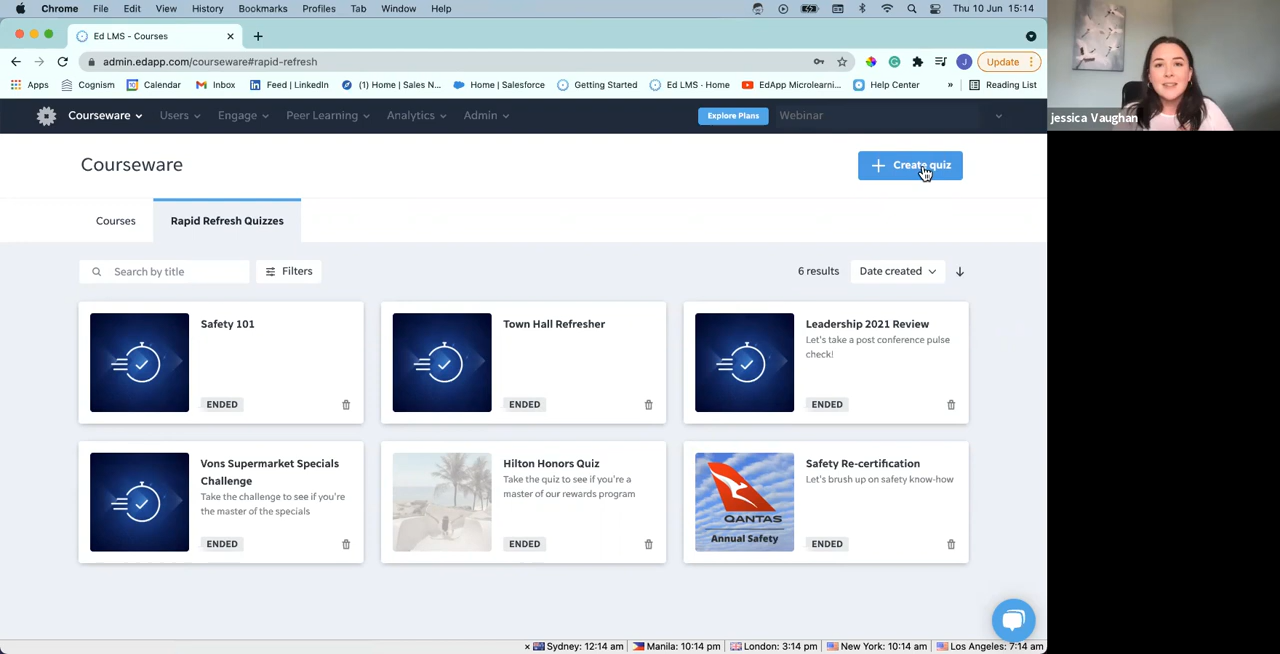 Chrome File Edit View History Bookmarks Profiles Tab Window Help Thu 10 Jun 15:14
Ed LMS - Courses
admin.edapp.com/courseware#rapid-refresh Update
Apps Cognism Calendar Inbox Feed | LinkedIn (1) Home | Sales N... Home | Salesforce Getting Started Ed LMS - Home EdApp Microlearni... Help Center » Reading List
jessica Vaughan
Courseware Users Engage Peer Learning Analytics Admin Explore Plans Webinar
Courseware
Create quiz
Courses Rapid Refresh Quizzes
Search by title Filters 6 results Date created
Safety 101
ENDED
Town Hall Refresher
ENDED
Leadership 2021 Review
Let's take a post conference pulse
check!
ENDED
Vons Supermarket Specials
Challenge
Take the challenge to see if you're
the master of the specials
ENDED
Hilton Honors Quiz
Take the quiz to see if you're a
master of our rewards program
ENDED
QANTAS
Annual Safety
Safety Re-certification
Let's brush up on safety know-how
ENDED
× Sydney: 12:14 am Manila: 10:14 pm London: 3:14 pm New York: 10:14 am Los Angeles: 7:14 am